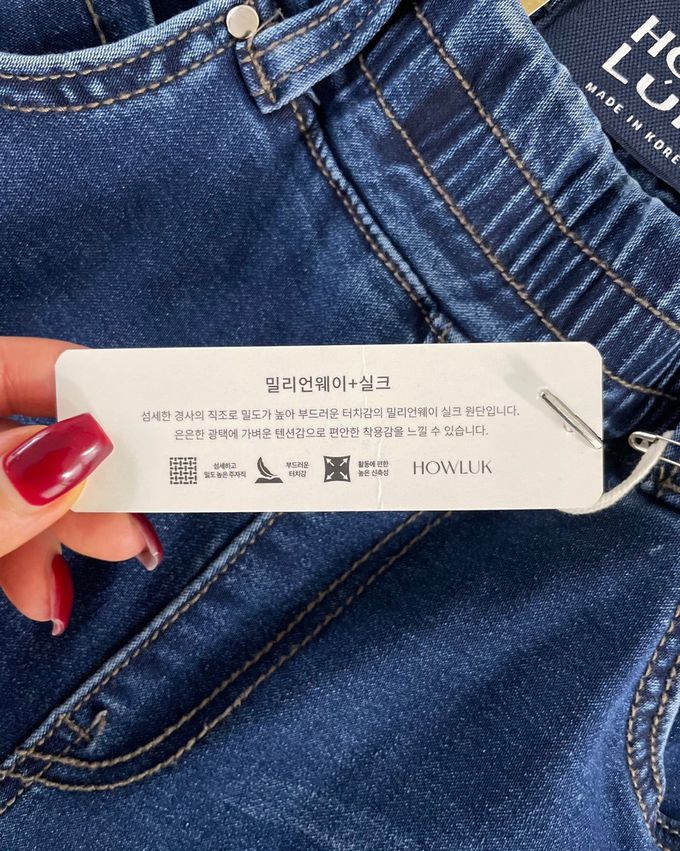 MADE IN KORE
밀리언웨이+실크
섬세한 경사의 직조로 밀도가 높아 부드러운 터치감의 밀리언웨이 실크 원단입니다.
은은한 광택에 가벼운 텐션감으로 편안한 착용감을 느낄 수 있습니다.
섬세하고
밀도 높은 주자직
부드러운
터치감
활동에 편한
높은 신축성
HOWLUK